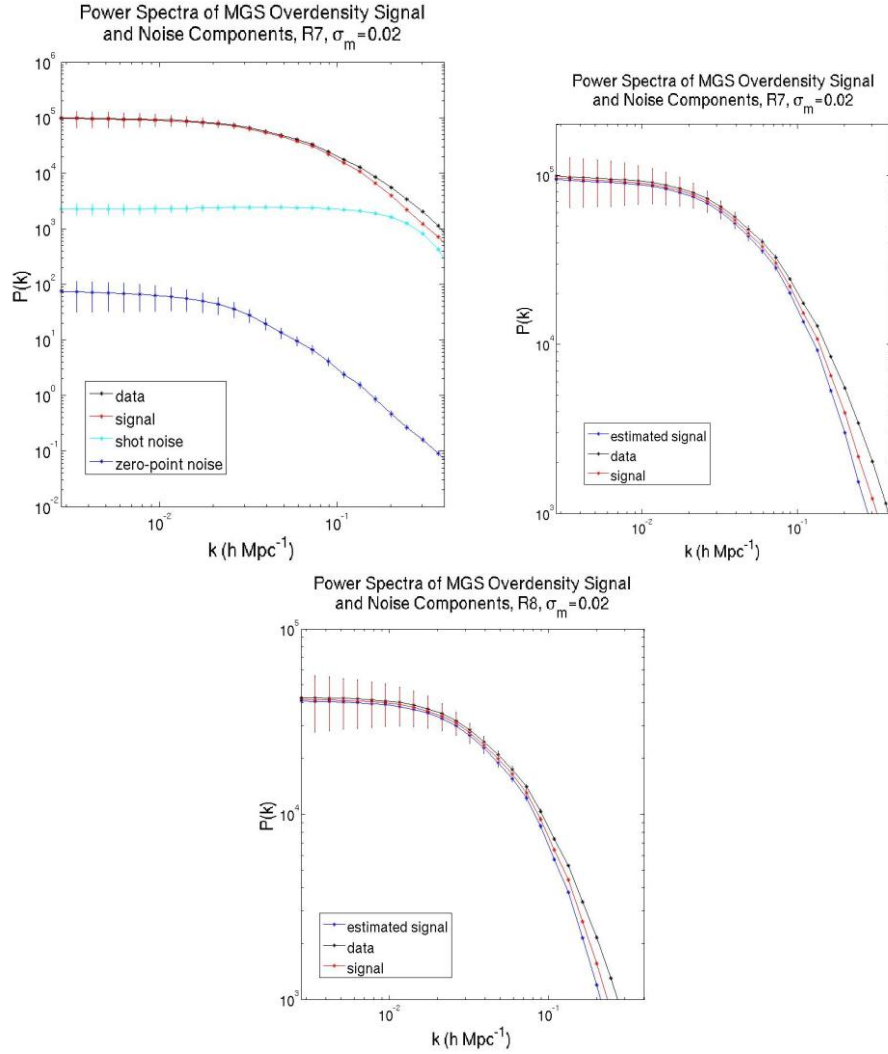 Power Spectra of MGS Overdensity Signal
and Noise Components, R7, σm=0.02
10^6
10^5
10^4
10^3
10^2
10^1
10^0
10^-1
10^-2
P(k)
data
signal
shot noise
zero-point noise
10^-2
10^-1
k (h Mpc^-1)
Power Spectra of MGS Overdensity Signal
and Noise Components, R7, σm=0.02
10^5
10^4
10^3
P(k)
estimated signal
data
signal
10^-2
10^-1
k (h Mpc^-1)
Power Spectra of MGS Overdensity Signal
and Noise Components, R8, σm=0.02
10^5
10^4
10^3
P(k)
estimated signal
data
signal
10^-2
10^-1
k (h Mpc^-1)